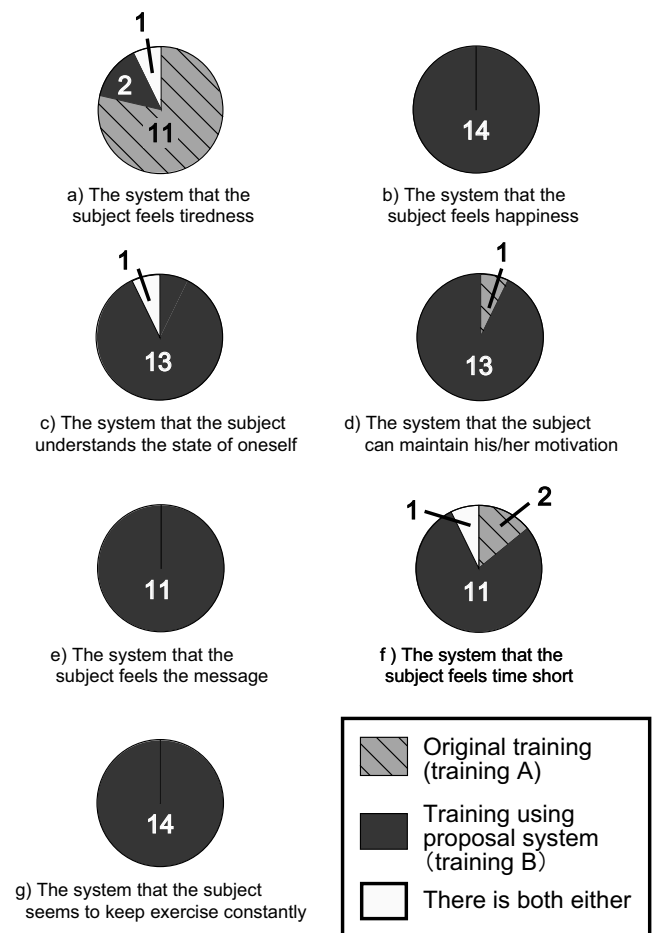 1
2
11
a) The system that the
subject feels tiredness
14
b) The system that the
subject feels happiness
1
13
c) The system that the subject
understands the state of oneself
1
13
d) The system that the subject
can maintain his/her motivation
11
e) The system that the
subject feels the message
1
2
11
f ) The system that the
subject feels time short
14
g) The system that the subject
seems to keep exercise constantly
Original training
(training A)
Training using
proposal system
（training B）
There is both either